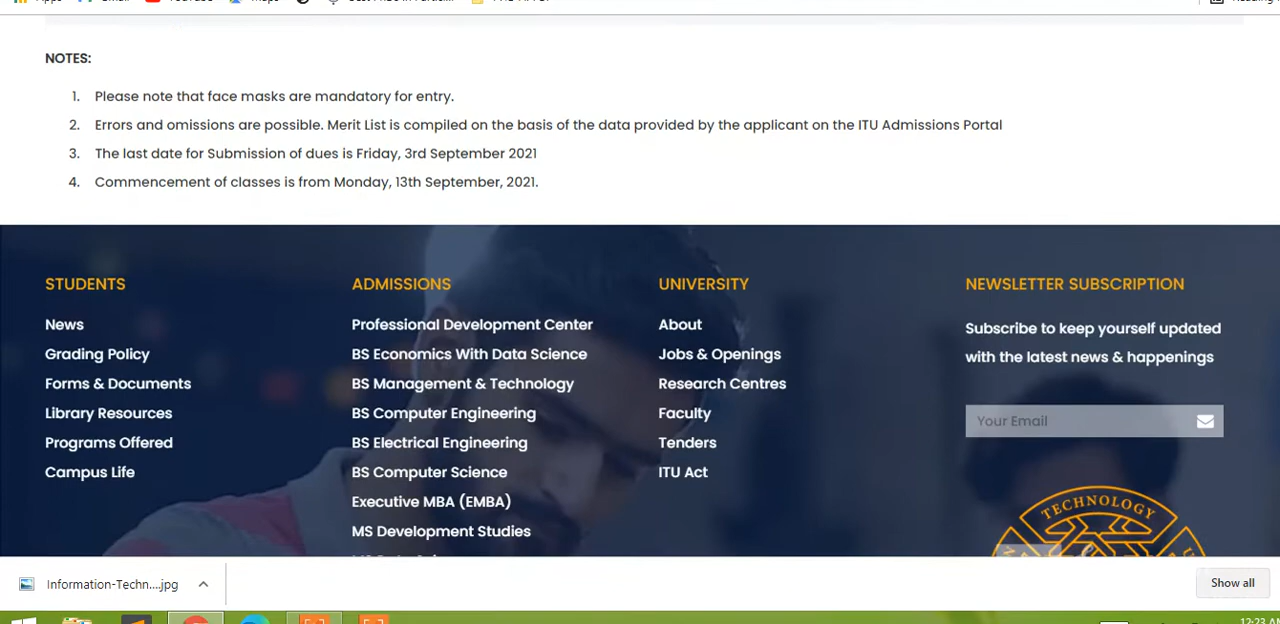 Apps
Gmail
YouTube
Maps
NOTES:
1. Please note that face masks are mandatory for entry.
2. Errors and omissions are possible. Merit List is compiled on the basis of the data provided by the applicant on the ITU Admissions Portal
3. The last date for Submission of dues is Friday, 3rd September 2021
4. Commencement of classes is from Monday, 13th September, 2021.
STUDENTS
News
Grading Policy
Forms & Documents
Library Resources
Programs Offered
Campus Life
ADMISSIONS
Professional Development Center
BS Economics With Data Science
BS Management & Technology
BS Computer Engineering
BS Electrical Engineering
BS Computer Science
Executive MBA (EMBA)
MS Development Studies
UNIVERSITY
About
Jobs & Openings
Research Centres
Faculty
Tenders
ITU Act
NEWSLETTER SUBSCRIPTION
Subscribe to keep yourself updated
with the latest news & happenings
Your Email
TECHNOLOGY
Information-Techn....jpg
Show all